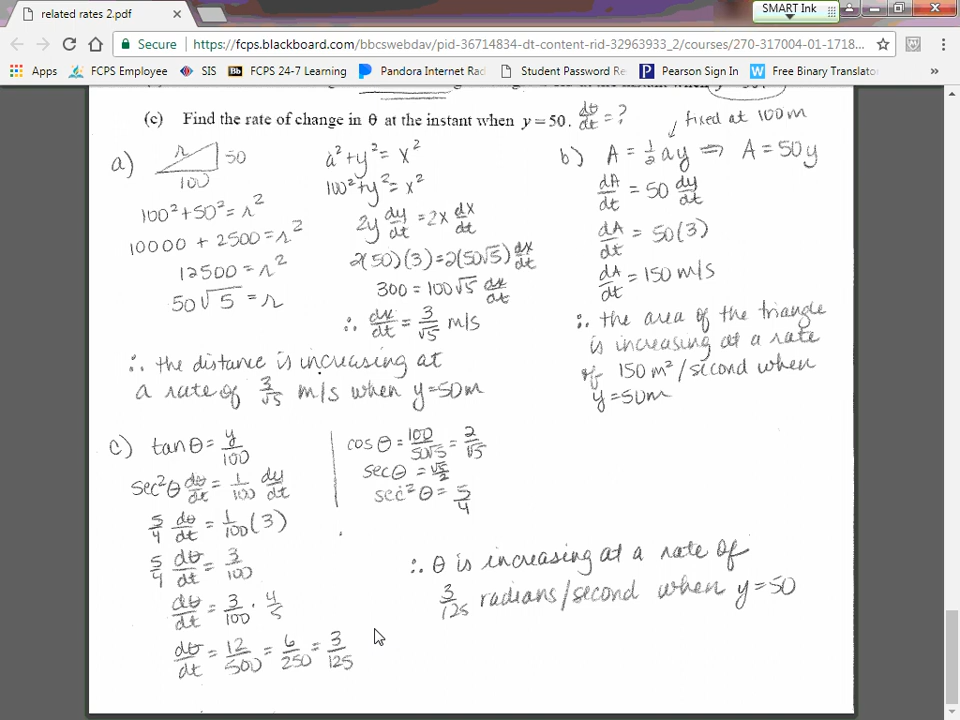 related rates 2.pdf
SMART Ink
Secure
https://fcps.blackboard.com/bbcswebdav/pid-36714834-dt-content-rid-32963933_2/courses/270-317004-01-1718...
Apps
FCPS Employee
SIS
Bb
FCPS 24-7 Learning
Pandora Internet Rad
Student Password Re
Pearson Sign In
Free Binary Translator
»
(c) Find the rate of change in θ at the instant when y = 50. dθ/dt = ?
fixed at 100m
a)
r
50
100
100² + 50² = r²
10000 + 2500 = r²
12500 = r²
50√5 = r
a² + y² = x²
100² + y² = x²
2y dy/dt = 2x dx/dt
2(50)(3) = 2(50√5) dx/dt
300 = 100√5 dx/dt
∴ dx/dt = 3/√5 m/s
∴ the distance is increasing at
a rate of 3/√5 m/s when y=50m
b) A = ½ ay ⇒ A = 50y
dA/dt = 50 dy/dt
dA/dt = 50(3)
dA/dt = 150 m/s
∴ the area of the triangle
is increasing at a rate
of 150 m²/second when
y = 50m
c) tan θ = y/100
sec²θ dθ/dt = 1/100 dy/dt
5/4 dθ/dt = 1/100 (3)
5/4 dθ/dt = 3/100
dθ/dt = 3/100 · 4/5
dθ/dt = 12/500 = 6/250 = 3/125
cos θ = 100/50√5 = 2/√5
sec θ = √5/2
sec² θ = 5/4
∴ θ is increasing at a rate of
3/125 radians/second when y=50